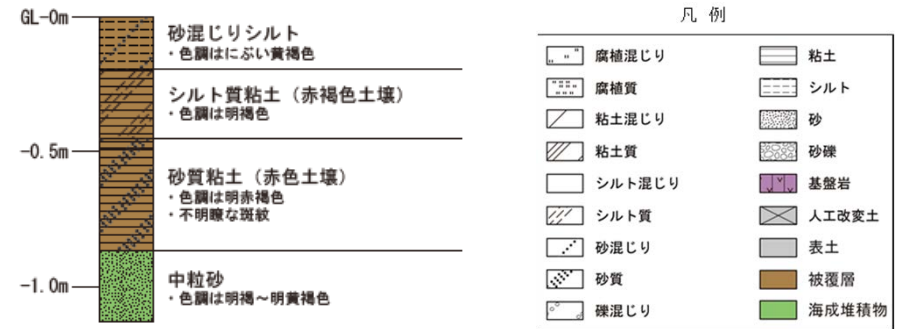 GL-0m
砂混じりシルト
・色調はにぶい黄褐色
シルト質粘土（赤褐色土壌）
・色調は明褐色
-0.5m
砂質粘土（赤色土壌）
・色調は明赤褐色
・不明瞭な斑紋
-1.0m
中粒砂
・色調は明褐～明黄褐色
凡 例
腐植混じり
腐植質
粘土混じり
粘土質
シルト混じり
シルト質
砂混じり
砂質
礫混じり
粘土
シルト
砂
砂礫
基盤岩
人工改変土
表土
被覆層
海成堆積物